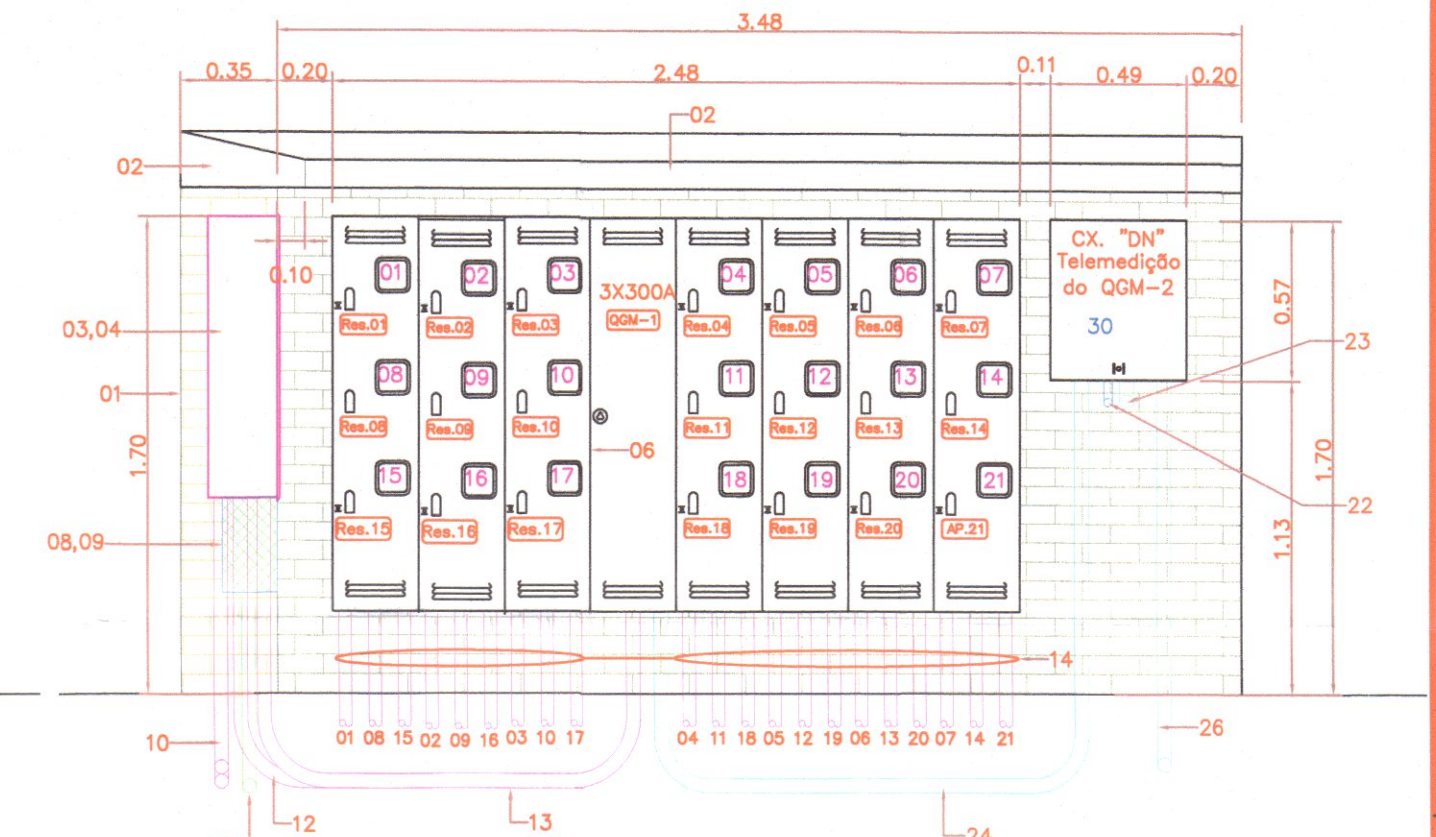 3.48
0.35 0.20 2.48 0.11 0.49 0.20
02
02
CX. "DN"
Telemedição
do QGM-2
30
0.10
01 02 03 04 05 06 07
3X300A
QGM-1
Res.01 Res.02 Res.03 Res.04 Res.05 Res.06 Res.07
03,04
0.57
23
08 09 10 11 12 13 14
01
Res.08 Res.09 Res.10 Res.11 Res.12 Res.13 Res.14
06
1.70
1.70
15 16 17 18 19 20 21
22
Res.15 Res.16 Res.17 Res.18 Res.19 Res.20 AP.21
08,09
1.13
14
10
01 08 15 02 09 16 03 10 17 04 11 18 05 12 19 06 13 20 07 14 21
26
12
13
24